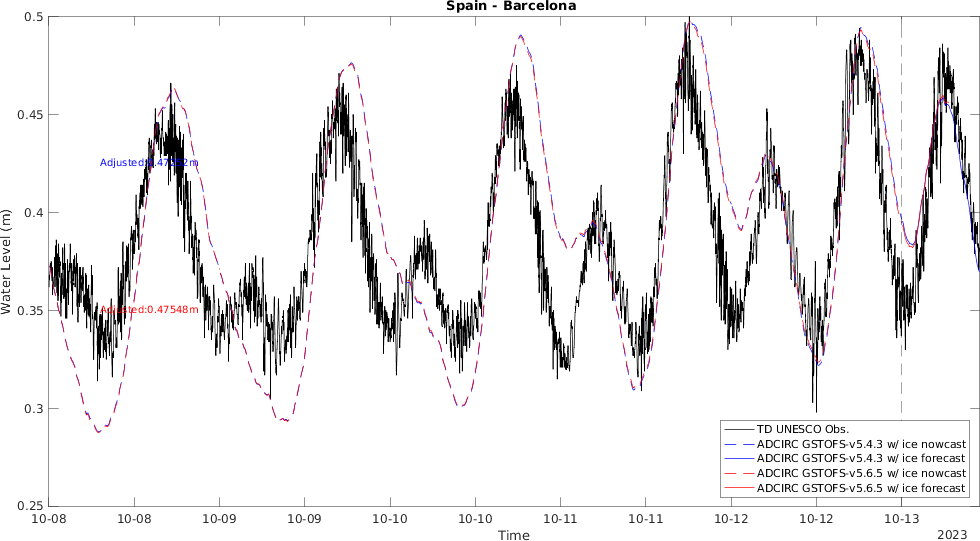 Spain - Barcelona
Water Level (m)
0.5
0.45
0.4
0.35
0.3
0.25
Adjusted:0.47548m
TD UNESCO Obs.
ADCIRC GSTOFS-v5.4.3 w/ ice nowcast
ADCIRC GSTOFS-v5.4.3 w/ ice forecast
ADCIRC GSTOFS-v5.6.5 w/ ice nowcast
ADCIRC GSTOFS-v5.6.5 w/ ice forecast
10-08 10-08 10-09 10-09 10-10 10-10 10-11 10-11 10-12 10-12 10-13
Time
2023